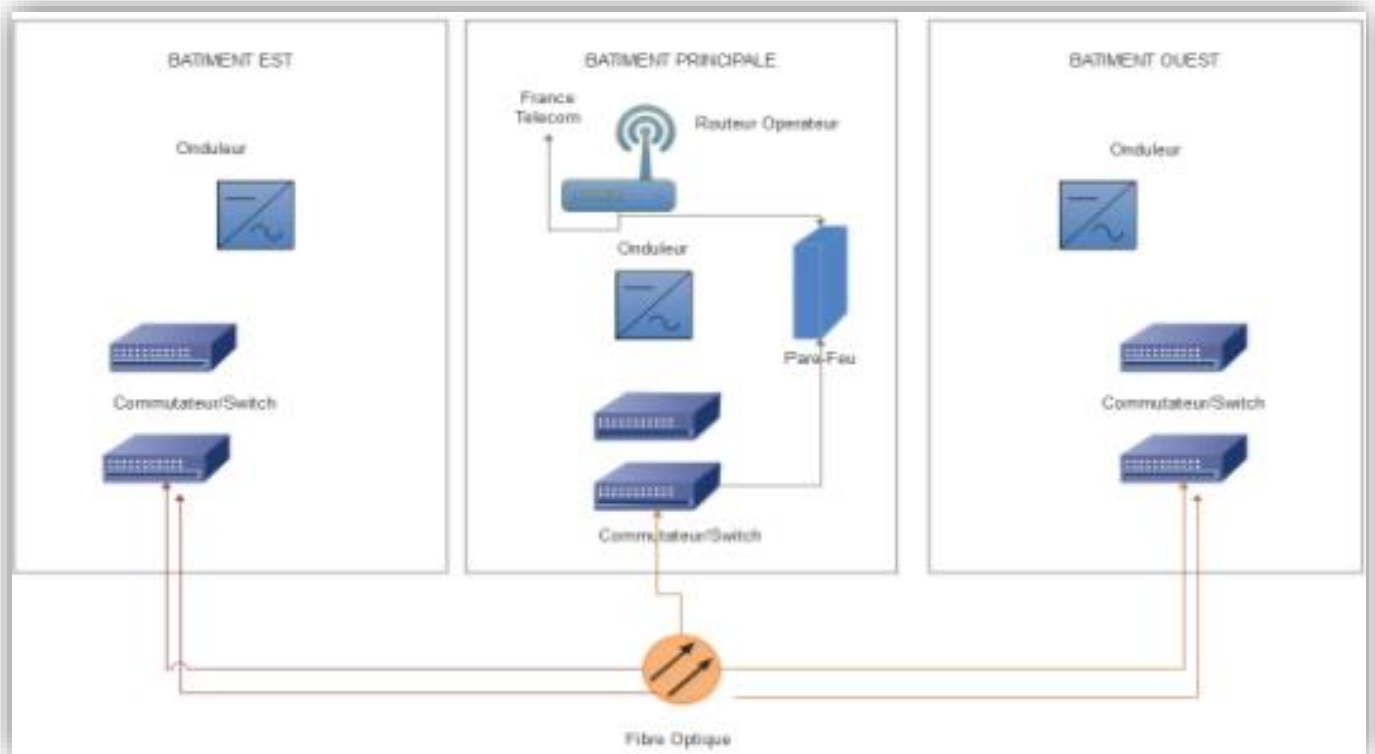 BATIMENT EST
Onduleur
Commutateur/Switch
BATIMENT PRINCIPALE
France
Telecom
Routeur Operateur
Onduleur
Pare-Feu
Commutateur/Switch
BATIMENT OUEST
Onduleur
Commutateur/Switch
Fibre Optique